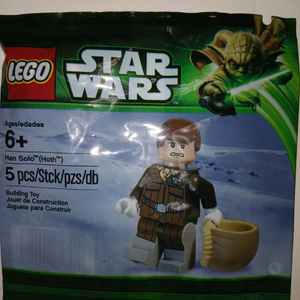 LEGO
STAR
WARS
Ages/edades
6+
Han Solo™ (Hoth™)
5 pcs/Stck/pzs/db
Building Toy
Jouet de Construction
Juguete para Construir